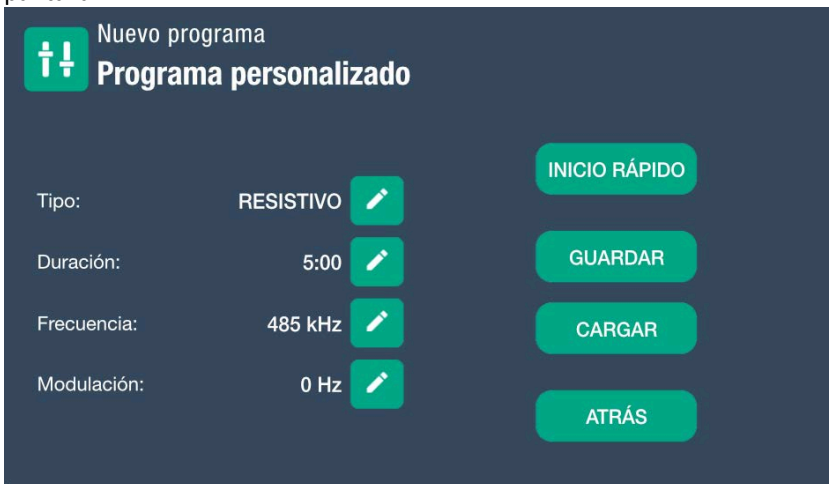 Nuevo programa
Programa personalizado
INICIO RÁPIDO
Tipo: RESISTIVO
Duración: 5:00
GUARDAR
Frecuencia: 485 kHz
CARGAR
Modulación: 0 Hz
ATRÁS